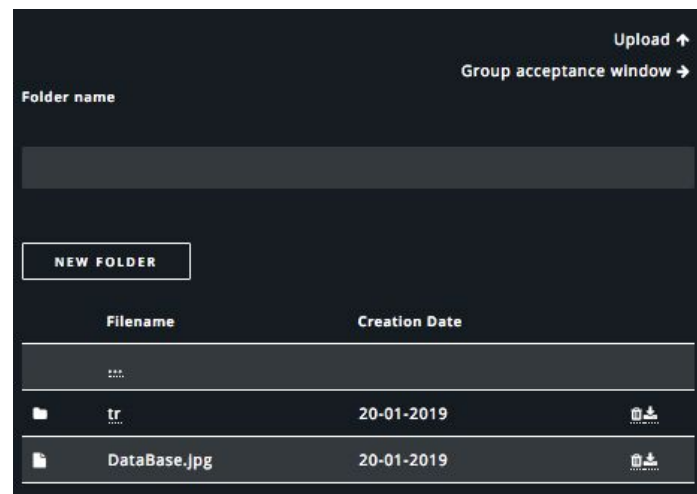 Upload
Group acceptance window
Folder name
NEW FOLDER
Filename Creation Date
...
tr 20-01-2019
DataBase.jpg 20-01-2019